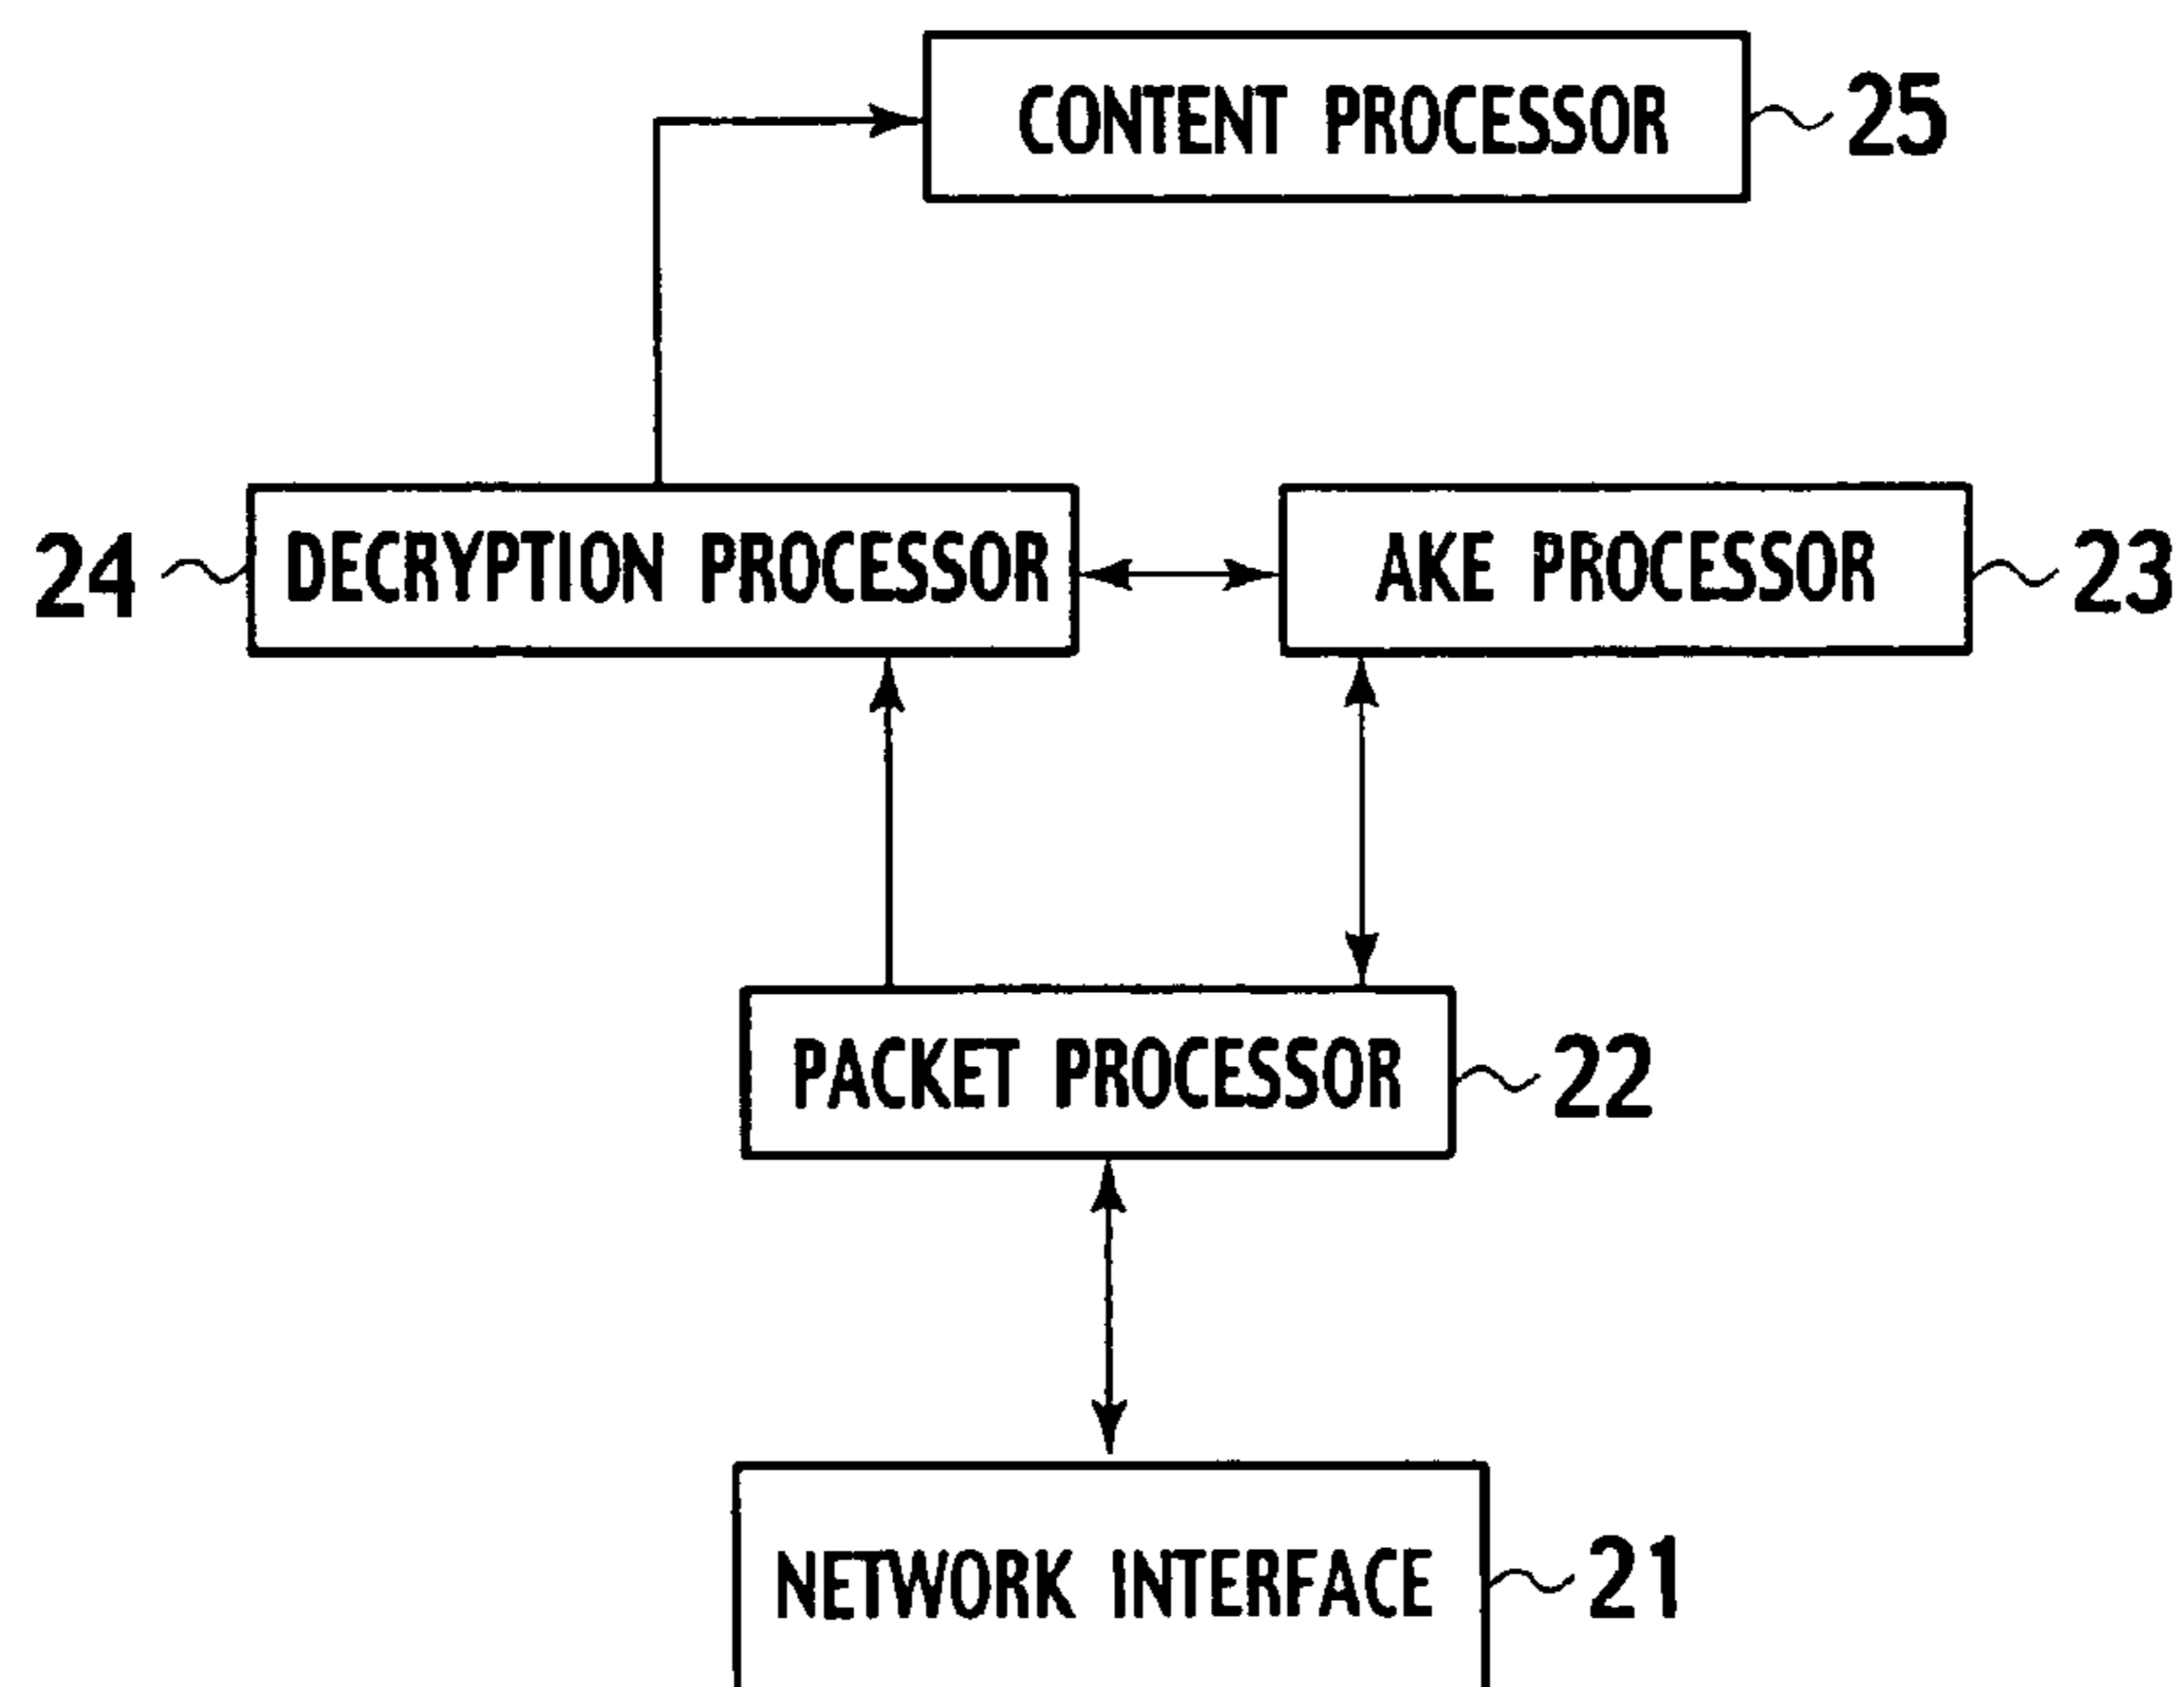 CONTENT PROCESSOR 25
24 DECRYPTION PROCESSOR AKE PROCESSOR 23
PACKET PROCESSOR 22
NETWORK INTERFACE 21